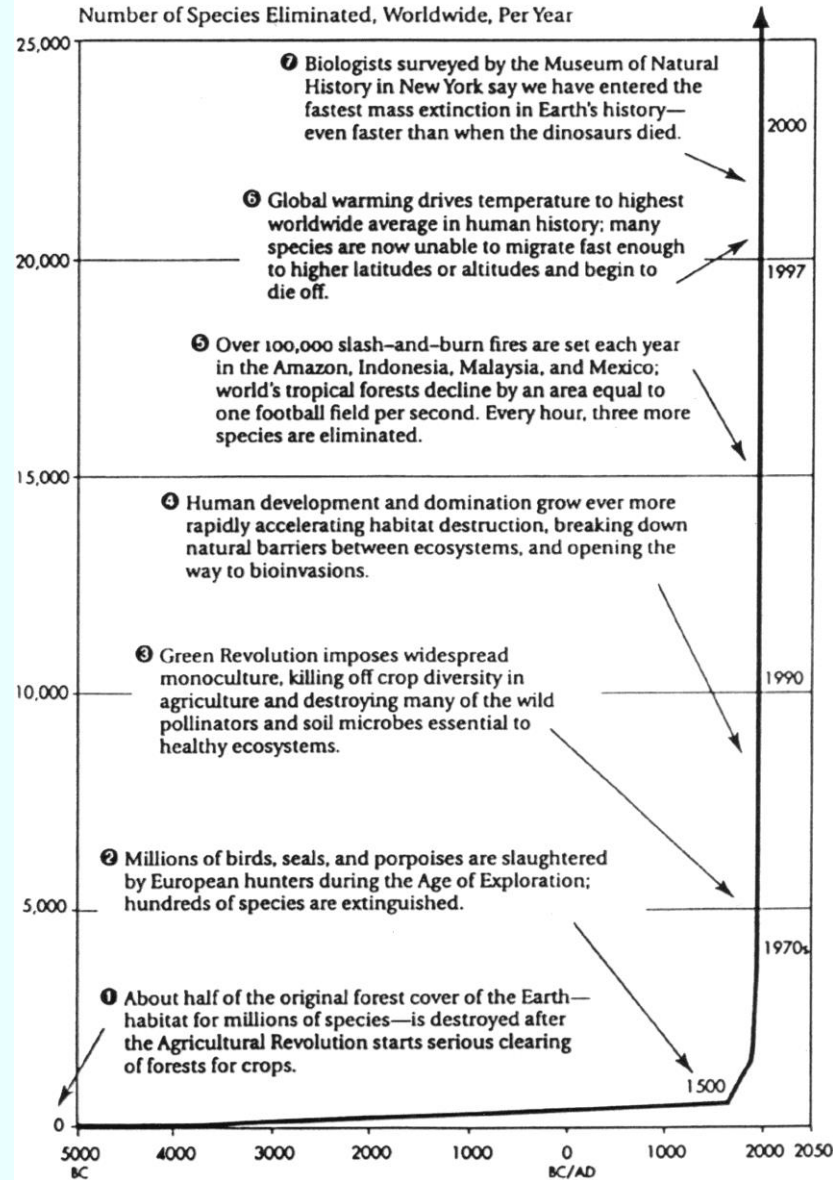 Number of Species Eliminated, Worldwide, Per Year
25,000
❼ Biologists surveyed by the Museum of Natural
History in New York say we have entered the
fastest mass extinction in Earth's history—
even faster than when the dinosaurs died.
2000
❻ Global warming drives temperature to highest
worldwide average in human history; many
species are now unable to migrate fast enough
to higher latitudes or altitudes and begin to
die off.
20,000
1997
❺ Over 100,000 slash-and-burn fires are set each year
in the Amazon, Indonesia, Malaysia, and Mexico;
world's tropical forests decline by an area equal to
one football field per second. Every hour, three more
species are eliminated.
15,000
❹ Human development and domination grow ever more
rapidly accelerating habitat destruction, breaking down
natural barriers between ecosystems, and opening the
way to bioinvasions.
❸ Green Revolution imposes widespread
monoculture, killing off crop diversity in
agriculture and destroying many of the wild
pollinators and soil microbes essential to
healthy ecosystems.
10,000
1990
❷ Millions of birds, seals, and porpoises are slaughtered
by European hunters during the Age of Exploration;
hundreds of species are extinguished.
5,000
1970s
❶ About half of the original forest cover of the Earth—
habitat for millions of species—is destroyed after
the Agricultural Revolution starts serious clearing
of forests for crops.
1500
0
5000 4000 3000 2000 1000 0 1000 2000 2050
BC BC/AD